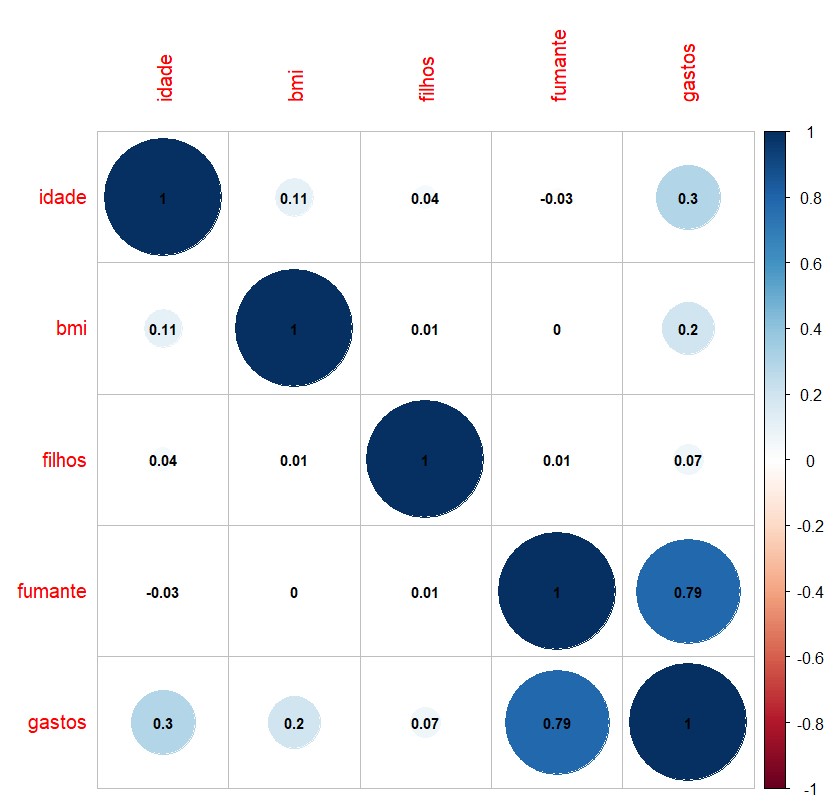 idade bmi filhos fumante gastos
idade 1 0.11 0.04 -0.03 0.3
bmi 0.11 1 0.01 0 0.2
filhos 0.04 0.01 1 0.01 0.07
fumante -0.03 0 0.01 1 0.79
gastos 0.3 0.2 0.07 0.79 1
1
0.8
0.6
0.4
0.2
0
-0.2
-0.4
-0.6
-0.8
-1